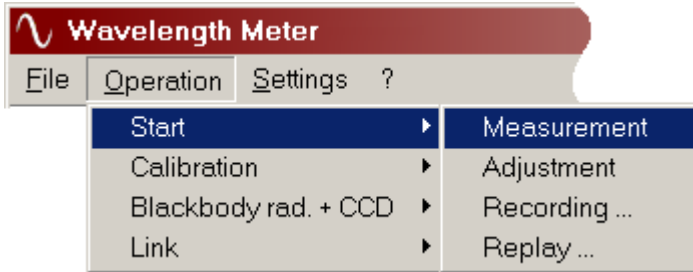 Wavelength Meter
File Operation Settings ?
Start Measurement
Calibration Adjustment
Blackbody rad. + CCD Recording ...
Link Replay ...